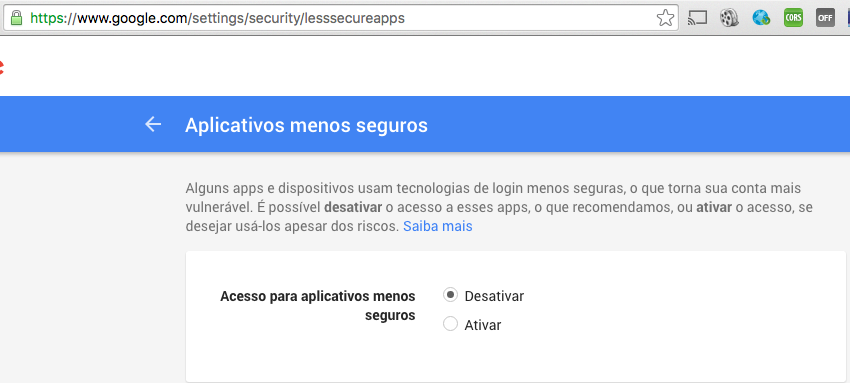 https://www.google.com/settings/security/lesssecureapps
CORS
OFF
Aplicativos menos seguros
Alguns apps e dispositivos usam tecnologias de login menos seguras, o que torna sua conta mais
vulnerável. É possível desativar o acesso a esses apps, o que recomendamos, ou ativar o acesso, se
desejar usá-los apesar dos riscos. Saiba mais
Acesso para aplicativos menos
seguros
Desativar
Ativar